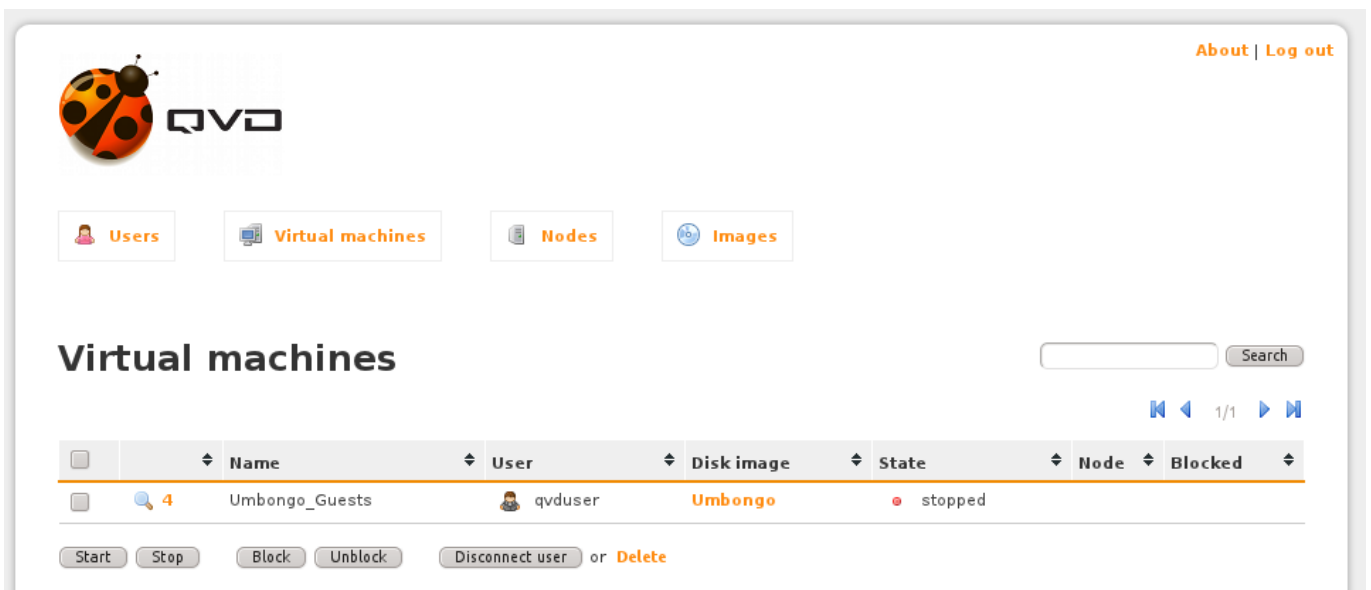 About | Log out
QVD
Users Virtual machines Nodes Images
Virtual machines Search
1/1
Name User Disk image State Node Blocked
4 Umbongo_Guests qvduser Umbongo stopped
Start Stop Block Unblock Disconnect user or Delete